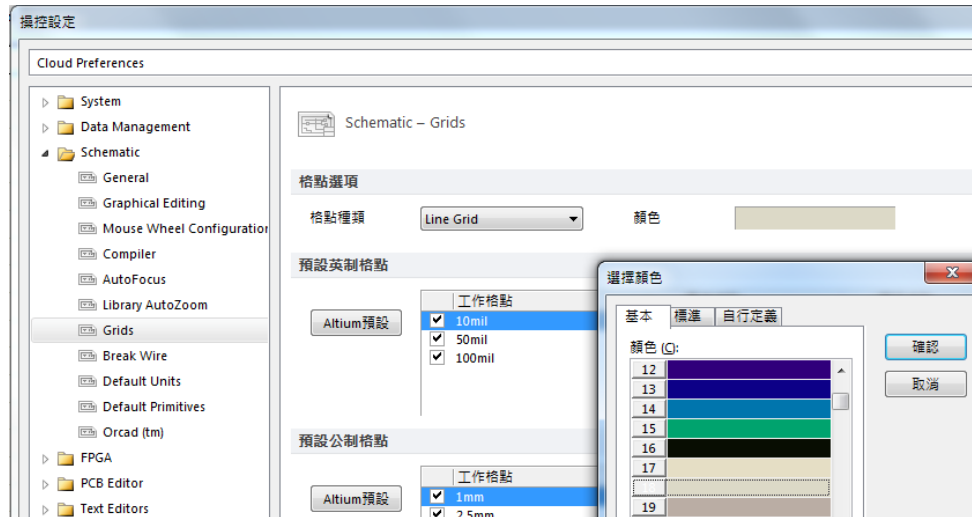 操控設定
Cloud Preferences
System
Data Management
Schematic
General
Graphical Editing
Mouse Wheel Configuration
Compiler
AutoFocus
Library AutoZoom
Grids
Break Wire
Default Units
Default Primitives
Orcad (tm)
FPGA
PCB Editor
Text Editors
Schematic – Grids
格點選項
格點種類
Line Grid
顏色
預設英制格點
Altium預設
工作格點
10mil
50mil
100mil
預設公制格點
Altium預設
工作格點
1mm
2.5mm
選擇顏色
基本
標準
自行定義
顏色 (C):
12
13
14
15
16
17
19
確認
取消